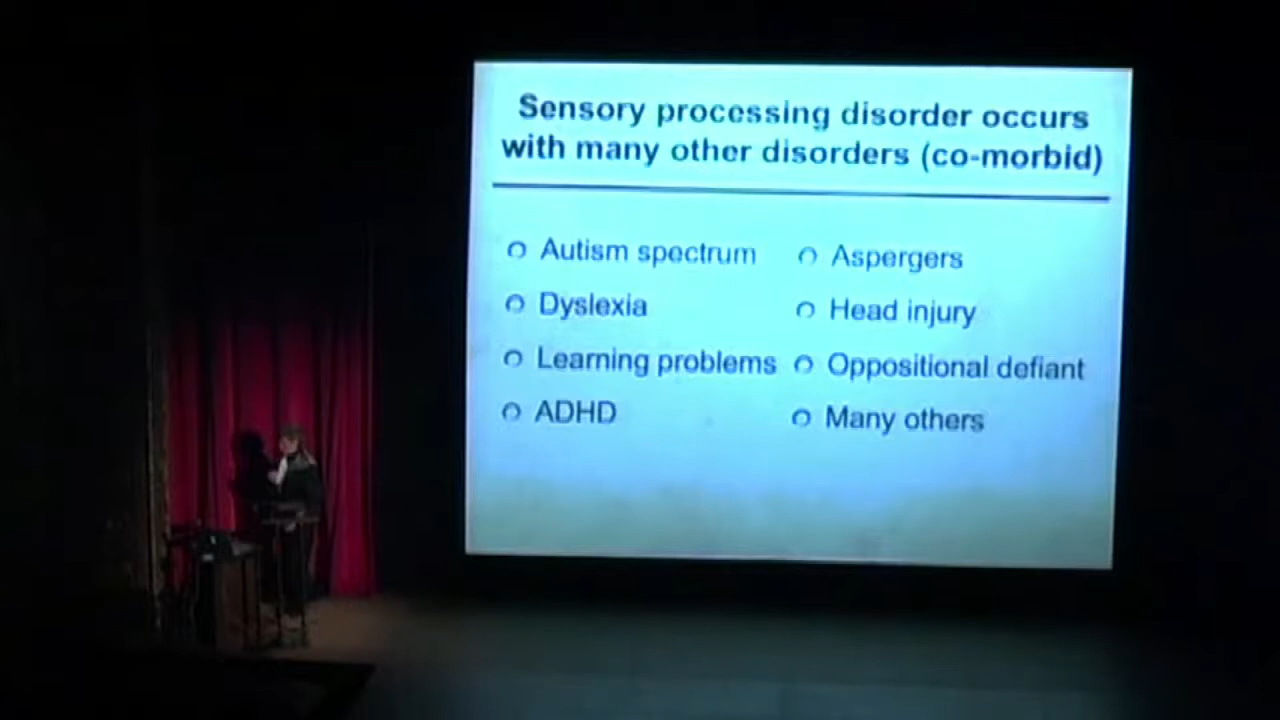 Sensory processing disorder occurs
with many other disorders (co-morbid)
Autism spectrum
Dyslexia
Learning problems
ADHD
Aspergers
Head injury
Oppositional defiant
Many others